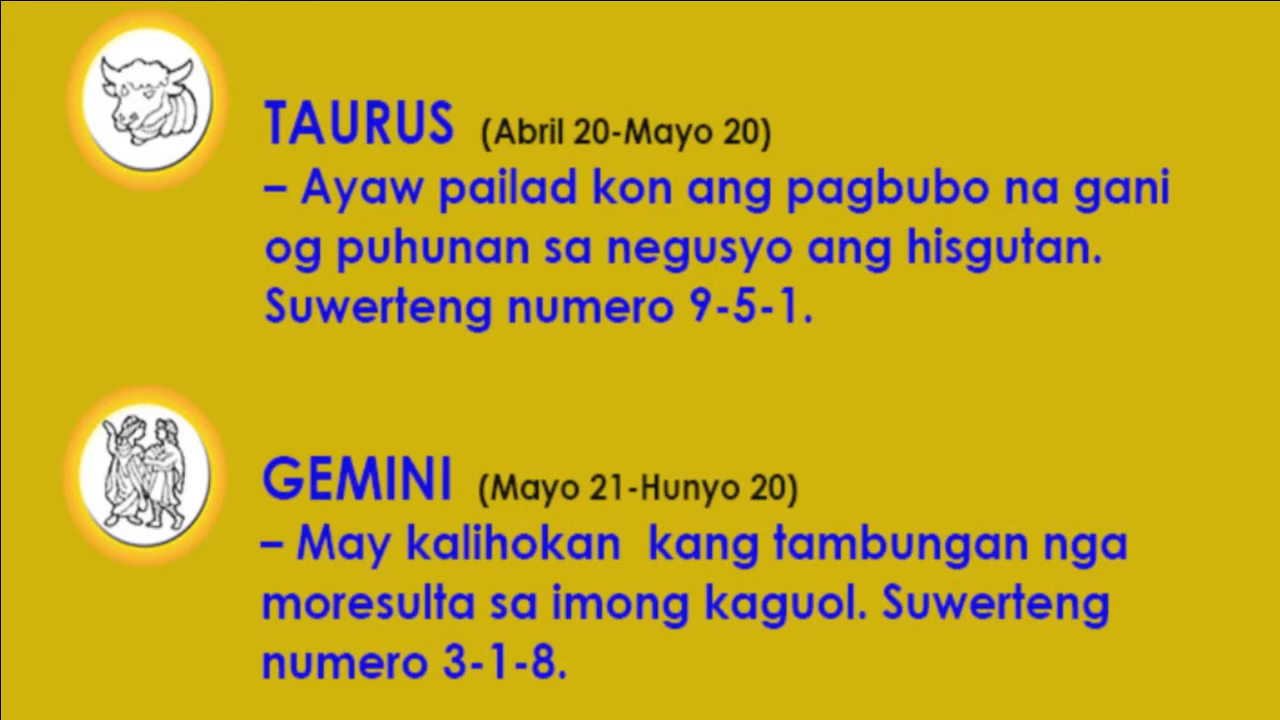 TAURUS (Abril 20-Mayo 20)
– Ayaw pailad kon ang pagbubo na gani
og puhunan sa negusyo ang hisgutan.
Suwerteng numero 9-5-1.
GEMINI (Mayo 21-Hunyo 20)
– May kalihokan kang tambungan nga
moresulta sa imong kaguol. Suwerteng
numero 3-1-8.